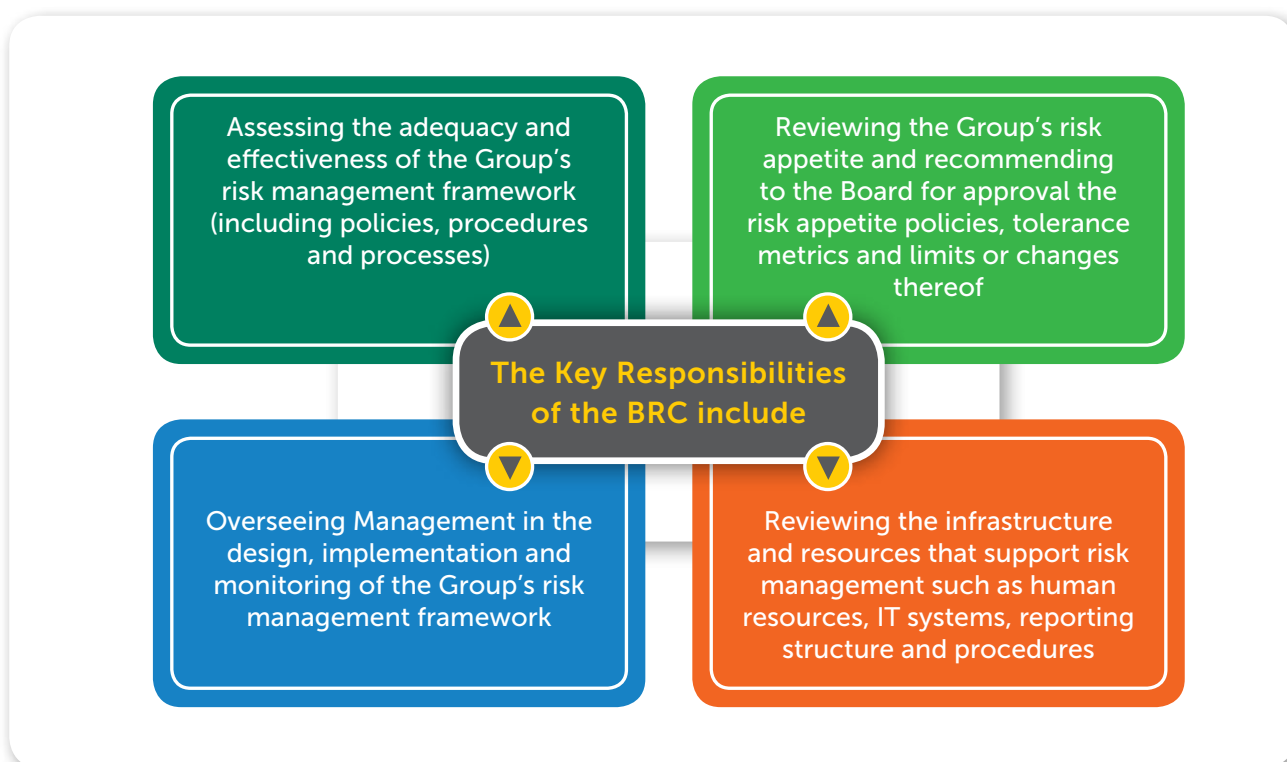 Assessing the adequacy and
effectiveness of the Group's
risk management framework
(including policies, procedures
and processes)
Reviewing the Group's risk
appetite and recommending
to the Board for approval the
risk appetite policies, tolerance
metrics and limits or changes
thereof
The Key Responsibilities
of the BRC include
Overseeing Management in the
design, implementation and
monitoring of the Group's risk
management framework
Reviewing the infrastructure
and resources that support risk
management such as human
resources, IT systems, reporting
structure and procedures